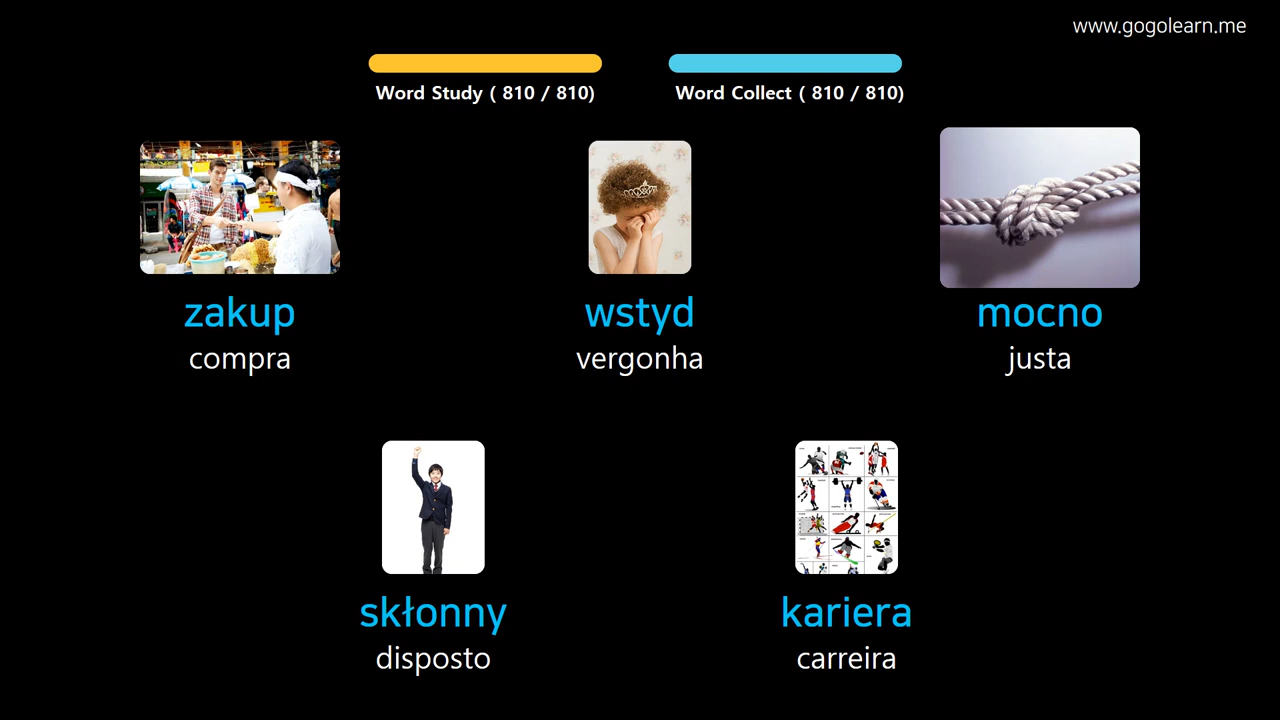 www.gogolearn.me
Word Study ( 810 / 810)
Word Collect ( 810 / 810)
zakup
compra
wstyd
vergonha
mocno
justa
skłonny
disposto
kariera
carreira